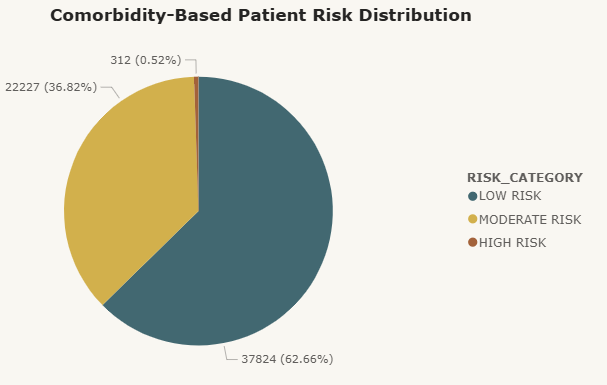 Comorbidity-Based Patient Risk Distribution
312 (0.52%)
22227 (36.82%)
RISK_CATEGORY
LOW RISK
MODERATE RISK
HIGH RISK
37824 (62.66%)